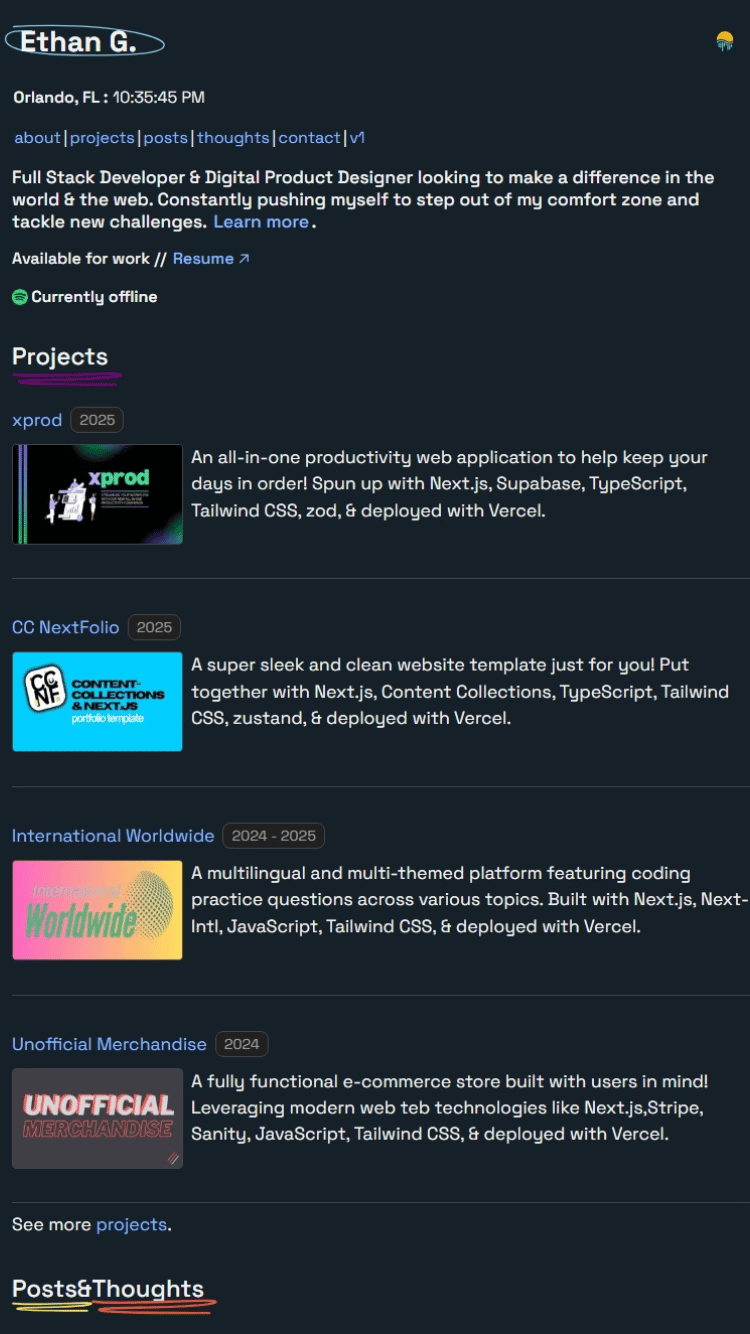 Ethan G.
Orlando, FL : 10:35:45 PM
about|projects|posts|thoughts|contact|v1
Full Stack Developer & Digital Product Designer looking to make a difference in the
world & the web. Constantly pushing myself to step out of my comfort zone and
tackle new challenges. Learn more.
Available for work // Resume ↗
Currently offline
Projects
xprod 2025
xprod
An all-in-one productivity web application to help keep your
days in order! Spun up with Next.js, Supabase, TypeScript,
Tailwind CSS, zod, & deployed with Vercel.
CC NextFolio 2025
CC
NF
CONTENT-
COLLECTIONS
& NEXT.JS
portfolio template
A super sleek and clean website template just for you! Put
together with Next.js, Content Collections, TypeScript, Tailwind
CSS, zustand, & deployed with Vercel.
International Worldwide 2024 - 2025
International
Worldwide
A multilingual and multi-themed platform featuring coding
practice questions across various topics. Built with Next.js, Next-
Intl, JavaScript, Tailwind CSS, & deployed with Vercel.
Unofficial Merchandise 2024
UNOFFICIAL
MERCHANDISE
A fully functional e-commerce store built with users in mind!
Leveraging modern web teb technologies like Next.js,Stripe,
Sanity, JavaScript, Tailwind CSS, & deployed with Vercel.
See more projects.
Posts&Thoughts